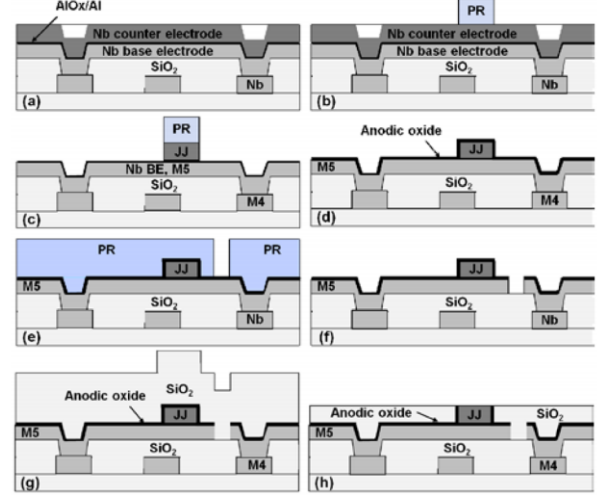 AlOx/Al
Nb counter electrode
Nb base electrode
SiO2
Nb
(a)
PR
Nb counter electrode
Nb base electrode
SiO2
Nb
(b)
PR
JJ
Nb BE, M5
SiO2
M4
(c)
Anodic oxide
JJ
M5
SiO2
M4
(d)
PR
PR
JJ
M5
SiO2
Nb
(e)
JJ
M5
SiO2
Nb
(f)
SiO2
Anodic oxide
JJ
M5
SiO2
M4
(g)
Anodic oxide
JJ
SiO2
M5
SiO2
M4
(h)